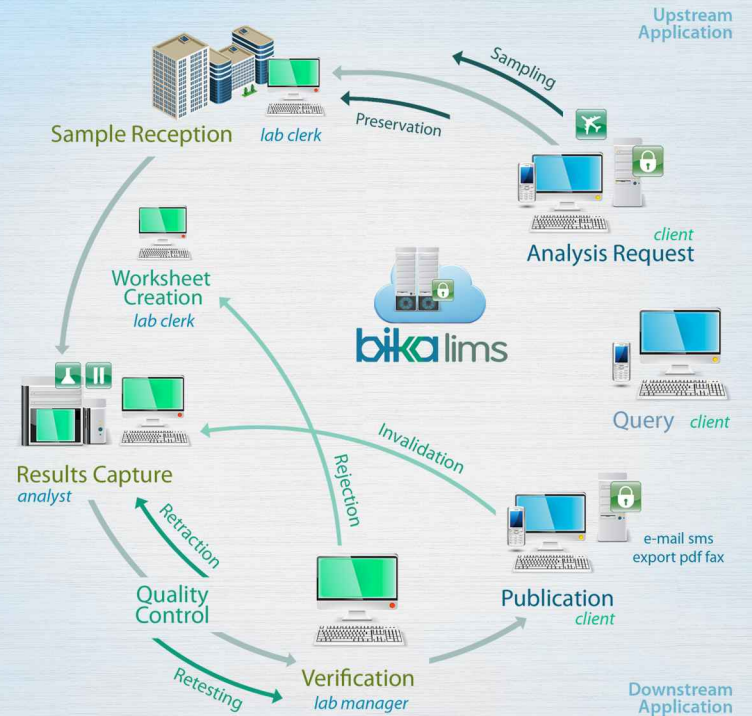 Upstream
Application
Sampling
Preservation
Sample Reception
lab clerk
client
Analysis Request
Worksheet
Creation
lab clerk
bika lims
Query client
Invalidation
Rejection
Results Capture
analyst
Retraction
e-mail sms
export pdf fax
Quality
Control
Publication
client
Retesting
Verification
lab manager
Downstream
Application